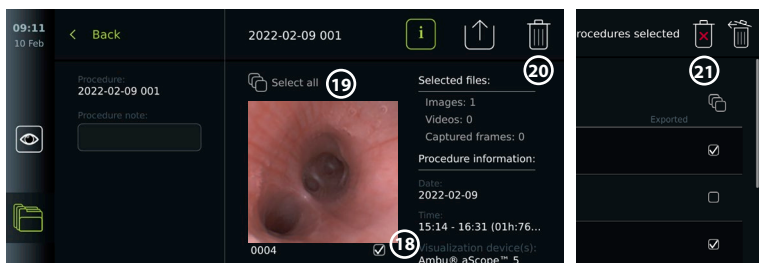 09:11
10 Feb
Back
2022-02-09 001
i
Procedure:
2022-02-09 001
Procedure note:
Select all
19
20
Selected files:
Images: 1
Videos: 0
Captured frames: 0
Procedure information:
Date:
2022-02-09
Time:
15:14 - 16:31 (01h:76...
Visualization device(s):
Ambu® aScope™ 5
0004
18
rocedures selected
21
Exported